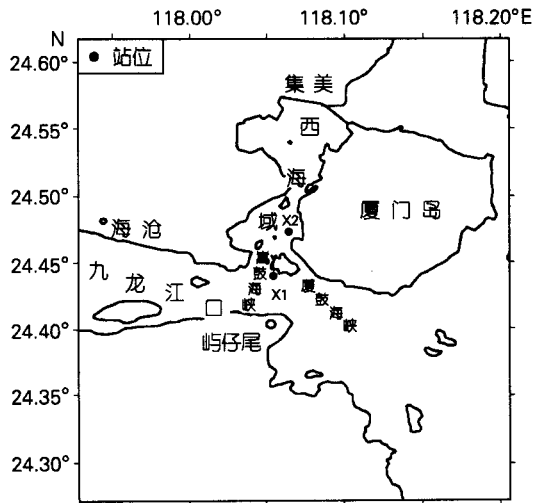 118.00° 118.10° 118.20°E
N
● 站位
24.60°
24.55°
24.50°
24.45°
24.40°
24.35°
24.30°
集美
西
海
域
X2
厦门岛
海沧
嵩
鼓
海
峡
X1
厦
鼓
海
峡
九龙江口
屿仔尾